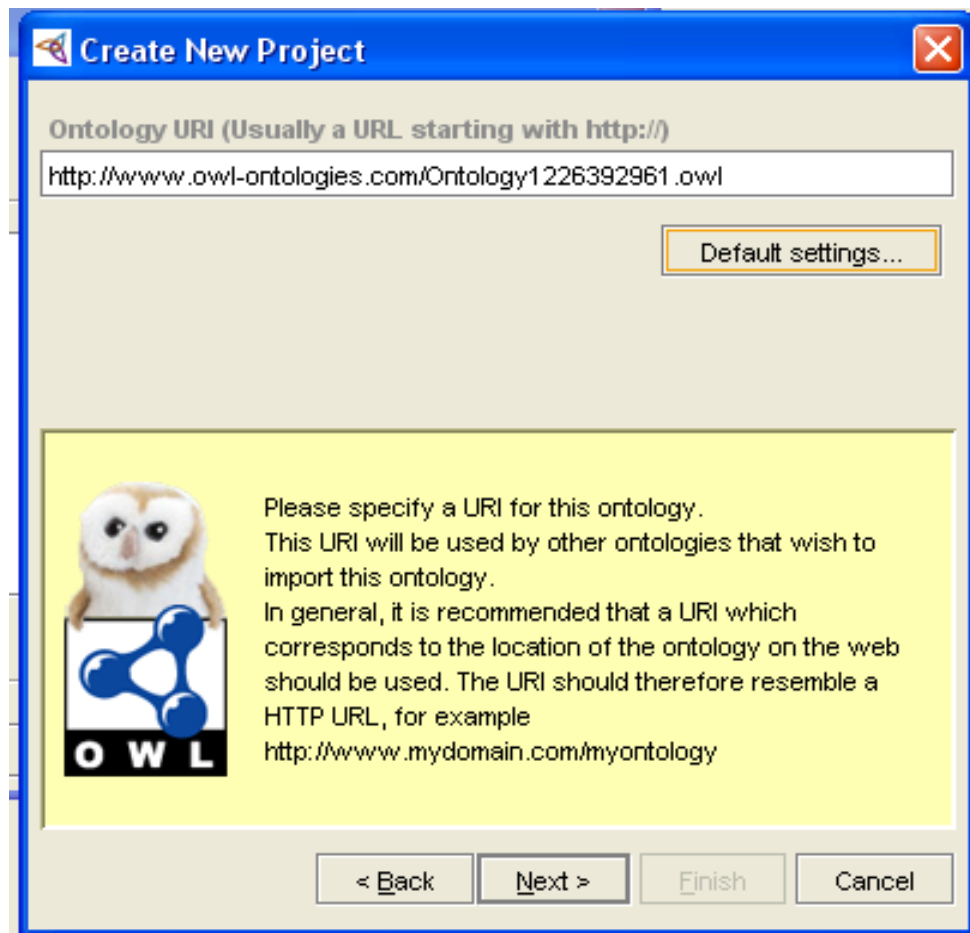 Create New Project
Ontology URI (Usually a URL starting with http://)
http://www.owl-ontologies.com/Ontology1226392961.owl
Default settings...
Please specify a URI for this ontology.
This URI will be used by other ontologies that wish to
import this ontology.
In general, it is recommended that a URI which
corresponds to the location of the ontology on the web
should be used. The URI should therefore resemble a
HTTP URL, for example
http://www.mydomain.com/myontology
OWL
< Back Next > Finish Cancel